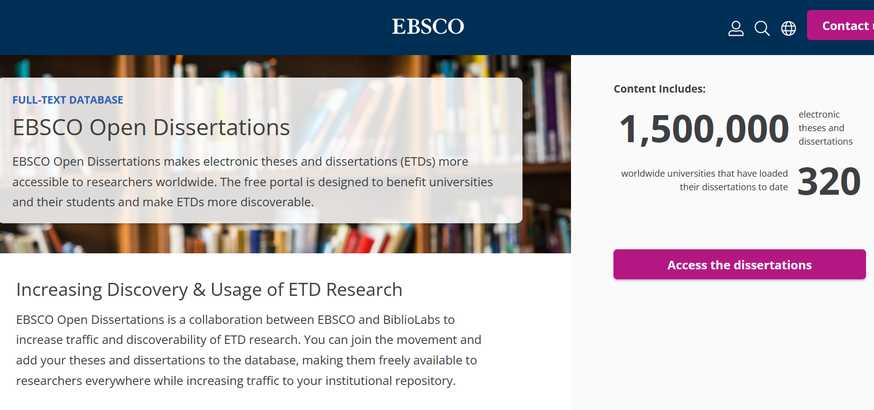 EBSCO
Contact
FULL-TEXT DATABASE
EBSCO Open Dissertations
EBSCO Open Dissertations makes electronic theses and dissertations (ETDs) more
accessible to researchers worldwide. The free portal is designed to benefit universities
and their students and make ETDs more discoverable.
Content Includes:
1,500,000
electronic
theses and
dissertations
worldwide universities that have loaded
their dissertations to date
320
Access the dissertations
Increasing Discovery & Usage of ETD Research
EBSCO Open Dissertations is a collaboration between EBSCO and BiblioLabs to
increase traffic and discoverability of ETD research. You can join the movement and
add your theses and dissertations to the database, making them freely available to
researchers everywhere while increasing traffic to your institutional repository.